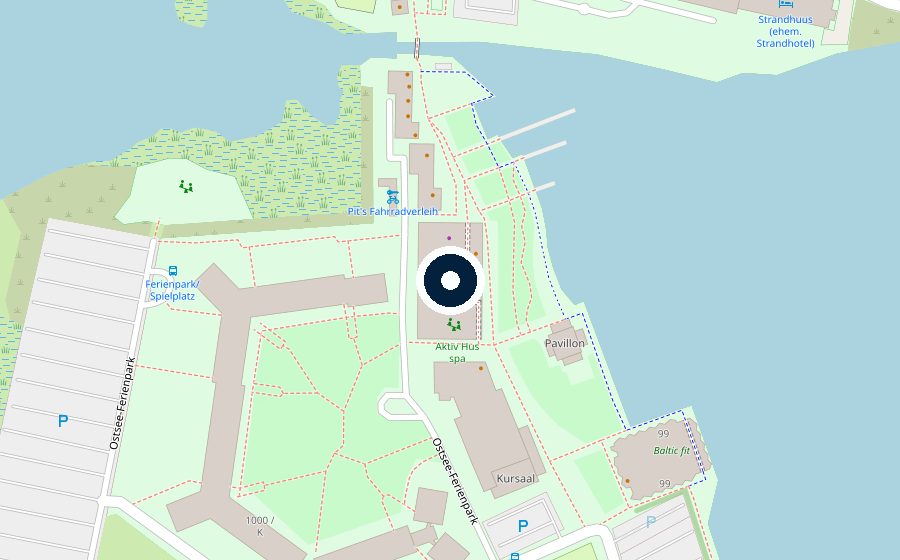 Strandhuus
(ehem.
Strandhotel)
Pit's Fahrradverleih
Ferienpark/
Spielplatz
Pavillon
Aktiv Hus
spa
Ostsee-Ferienpark
P
99
Baltic fit
99
Ostsee-Ferienpark
Kursaal
1000 /
K
P
P